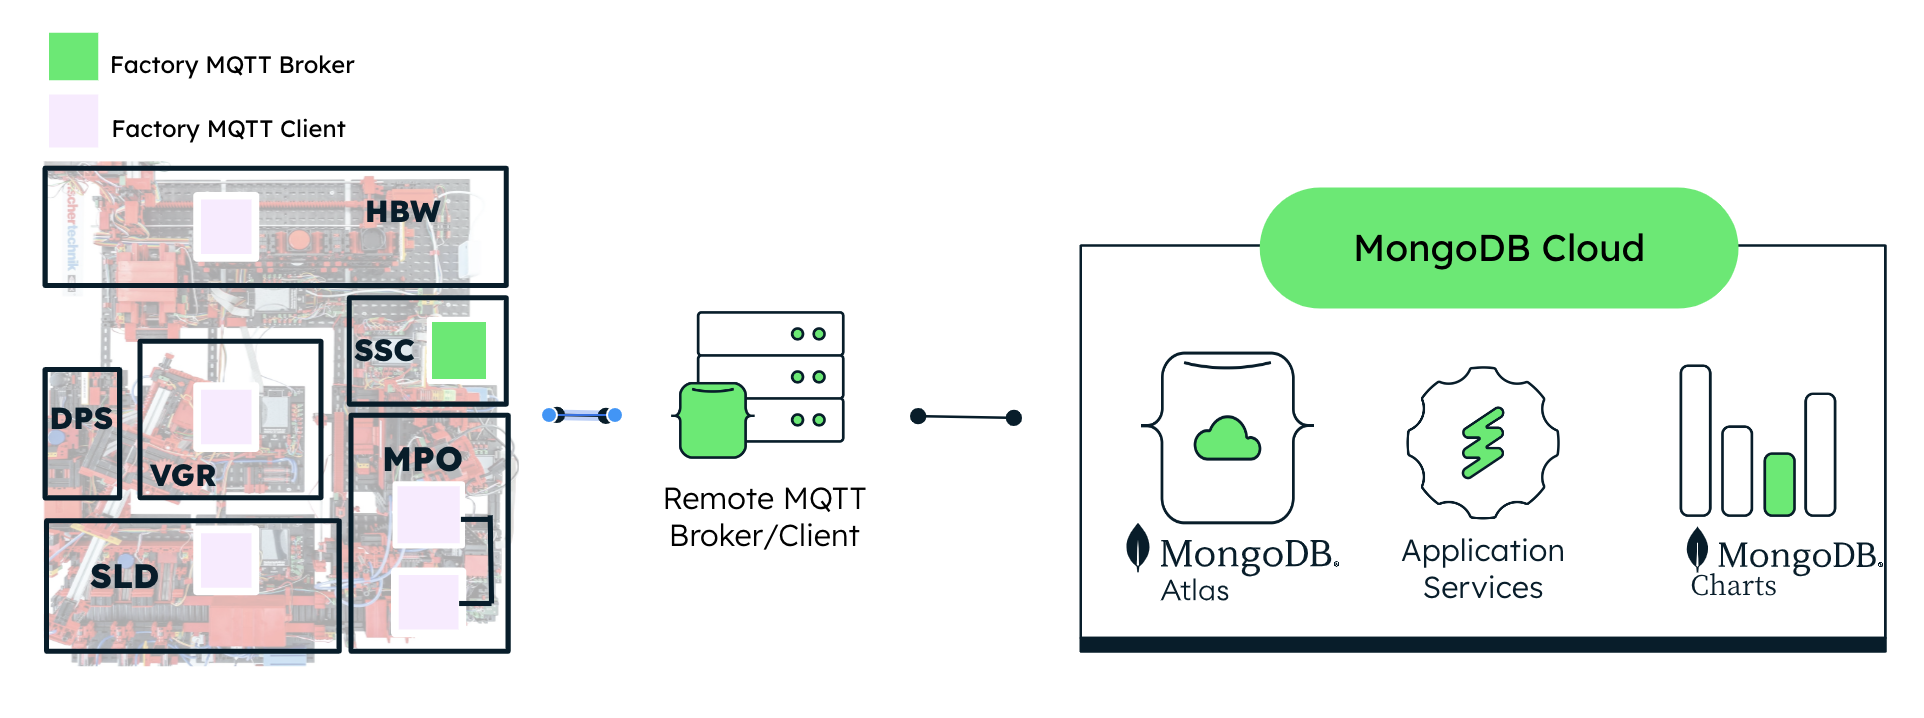 Factory MQTT Broker
Factory MQTT Client
HBW
SSC
DPS
VGR
MPO
SLD
Remote MQTT
Broker/Client
MongoDB Cloud
MongoDB®
Atlas
Application
Services
MongoDB®
Charts